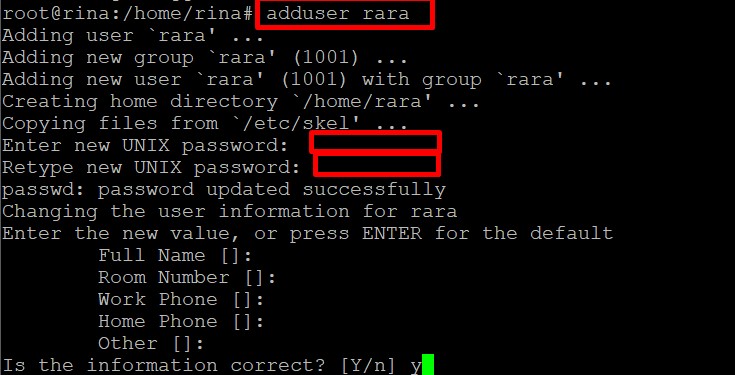 root@rina:/home/rina# adduser rara
Adding user `rara' ...
Adding new group `rara' (1001) ...
Adding new user `rara' (1001) with group `rara' ...
Creating home directory `/home/rara' ...
Copying files from `/etc/skel' ...
Enter new UNIX password:
Retype new UNIX password:
passwd: password updated successfully
Changing the user information for rara
Enter the new value, or press ENTER for the default
Full Name []:
Room Number []:
Work Phone []:
Home Phone []:
Other []:
Is the information correct? [Y/n] y